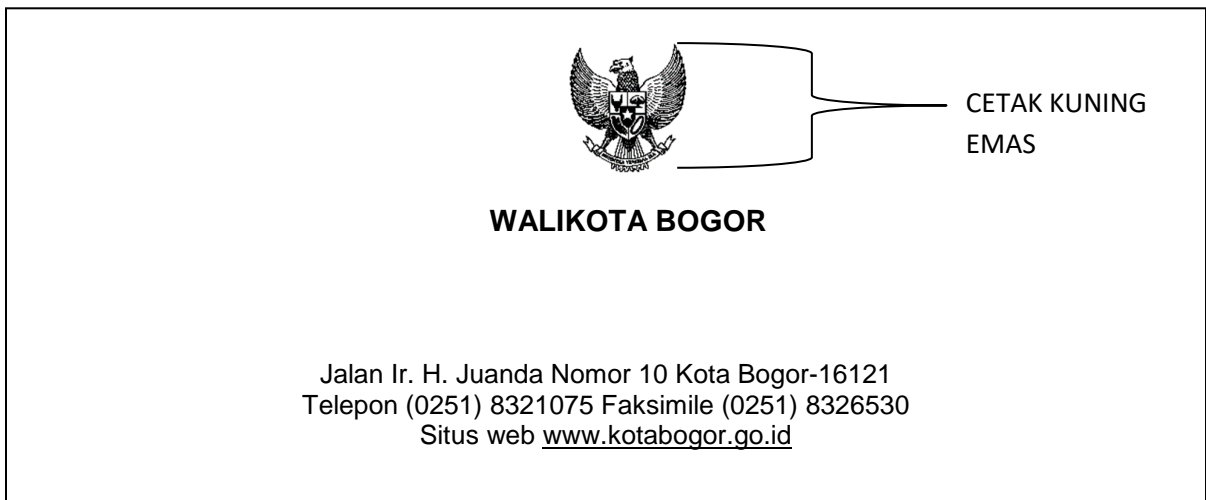 CETAK KUNING
EMAS
WALIKOTA BOGOR
Jalan Ir. H. Juanda Nomor 10 Kota Bogor-16121
Telepon (0251) 8321075 Faksimile (0251) 8326530
Situs web www.kotabogor.go.id